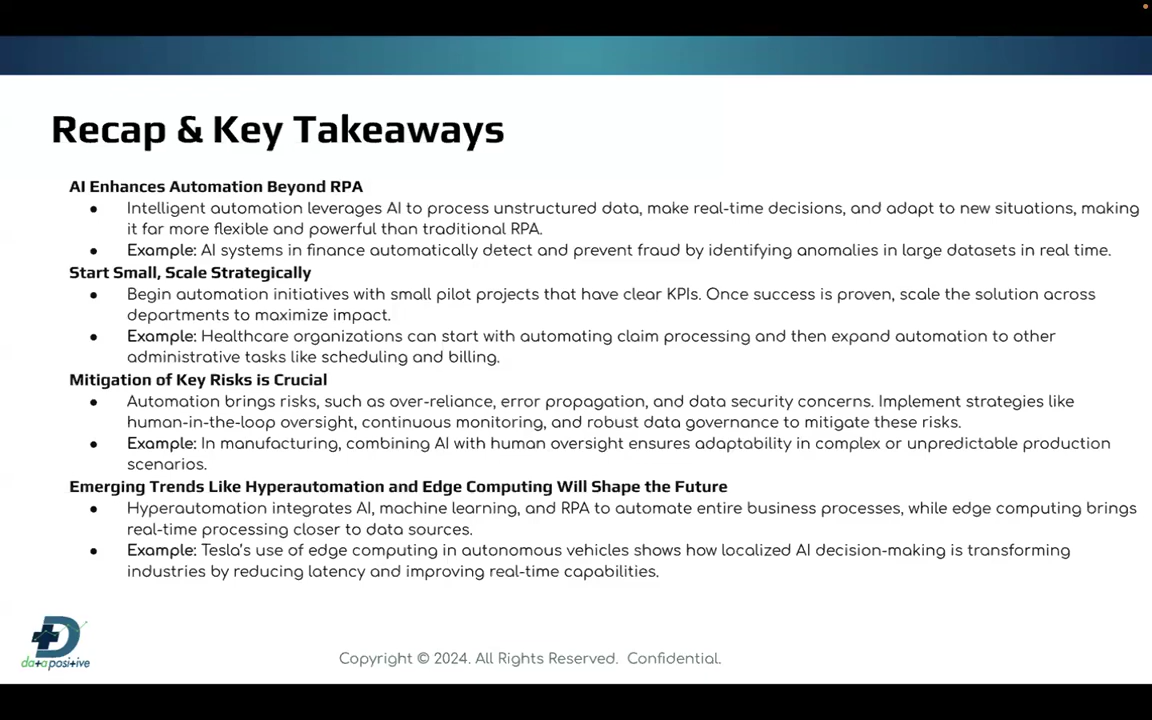 Recap & Key Takeaways
AI Enhances Automation Beyond RPA
● Intelligent automation leverages AI to process unstructured data, make real-time decisions, and adapt to new situations, making
it far more flexible and powerful than traditional RPA.
● Example: AI systems in finance automatically detect and prevent fraud by identifying anomalies in large datasets in real time.
Start Small, Scale Strategically
● Begin automation initiatives with small pilot projects that have clear KPIs. Once success is proven, scale the solution across
departments to maximize impact.
● Example: Healthcare organizations can start with automating claim processing and then expand automation to other
administrative tasks like scheduling and billing.
Mitigation of Key Risks is Crucial
● Automation brings risks, such as over-reliance, error propagation, and data security concerns. Implement strategies like
human-in-the-loop oversight, continuous monitoring, and robust data governance to mitigate these risks.
● Example: In manufacturing, combining AI with human oversight ensures adaptability in complex or unpredictable production
scenarios.
Emerging Trends Like Hyperautomation and Edge Computing Will Shape the Future
● Hyperautomation integrates AI, machine learning, and RPA to automate entire business processes, while edge computing brings
real-time processing closer to data sources.
● Example: Tesla's use of edge computing in autonomous vehicles shows how localized AI decision-making is transforming
industries by reducing latency and improving real-time capabilities.
data positive
Copyright © 2024. All Rights Reserved. Confidential.